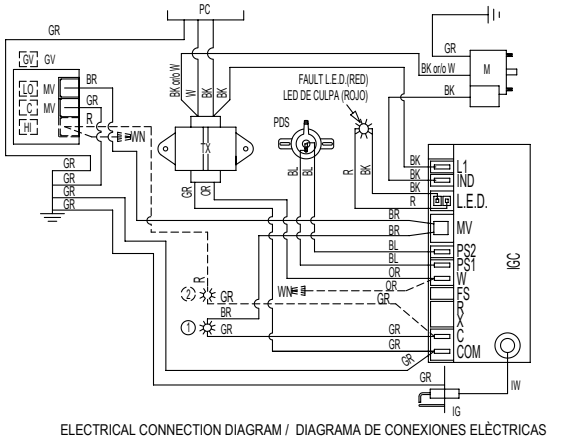 PC
GR
GV GV
LO MV
C MV
HI
BR
GR
R
WN
BK or/o W
W
BK
BK
TX
GR
OR
FAULT L.E.D.(RED)
LED DE CULPA (ROJO)
PDS
BL
BL
R
BK
GR
BK or/o W
BK
M
GR
GR
GR
GR
BK
BK
BK
R
BR
BR
BL
BL
OR
OR
GR
L1
IND
L.E.D.
MV
PS2
PS1
W
FS
R
X
C
COM
IGC
R
2
GR
WN
BR
1
GR
GR
GR
GR
GR
IW
IG
ELECTRICAL CONNECTION DIAGRAM / DIAGRAMA DE CONEXIONES ELÈCTRICAS